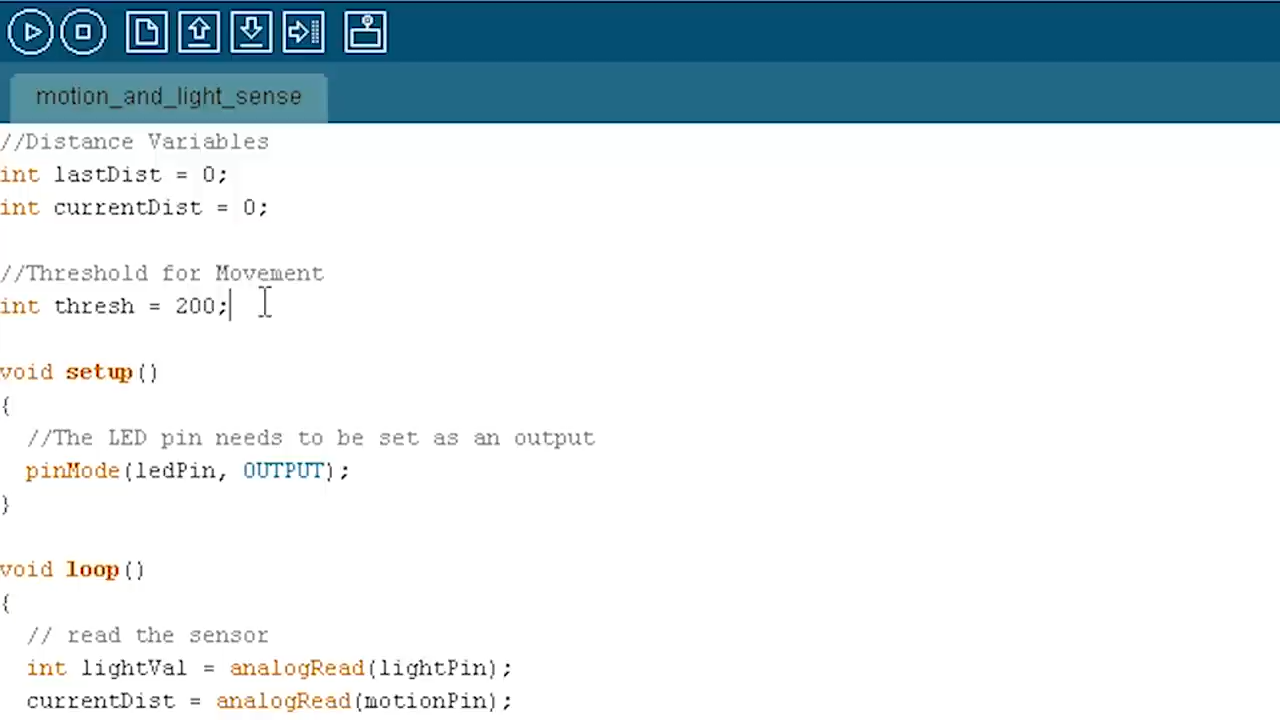 motion_and_light_sense
//Distance Variables
int lastDist = 0;
int currentDist = 0;
//Threshold for Movement
int thresh = 200;
void setup()
{
//The LED pin needs to be set as an output
pinMode(ledPin, OUTPUT);
}
void loop()
{
// read the sensor
int lightVal = analogRead(lightPin);
currentDist = analogRead(motionPin);